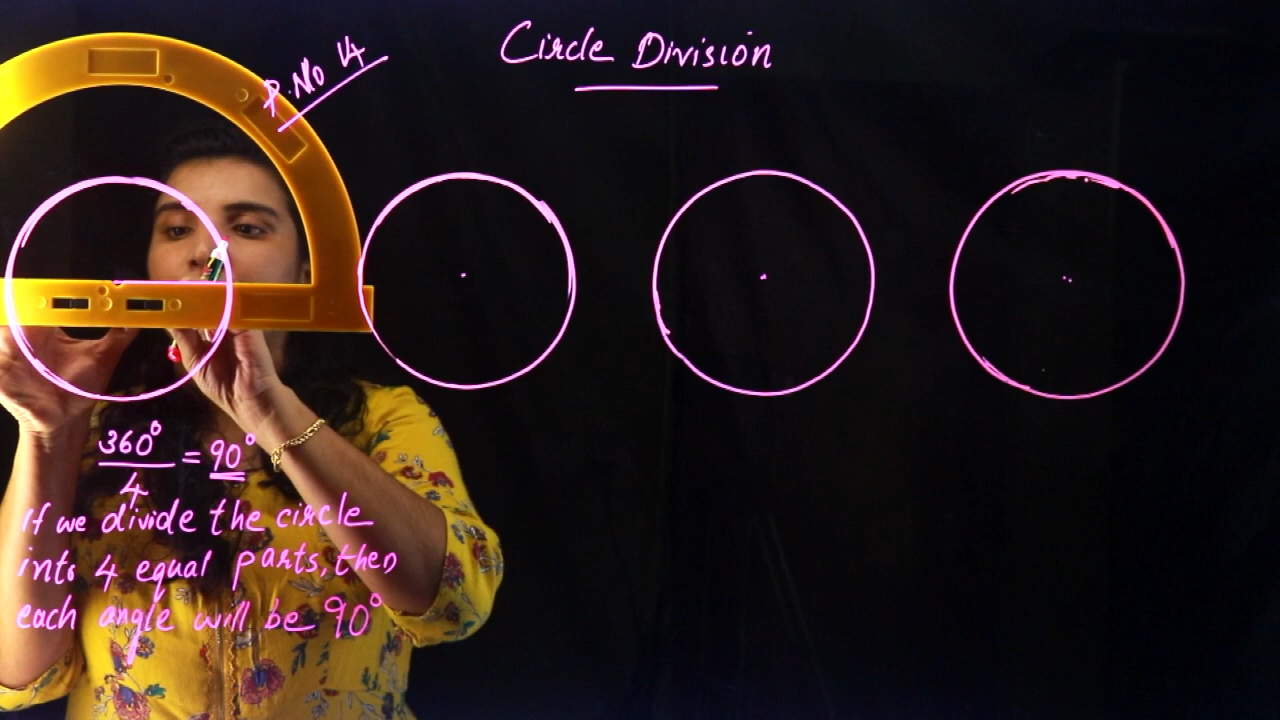 Circle Division
P.No 14
360°
4
= 90°
If we divide the circle
into 4 equal parts, then
each angle will be 90°